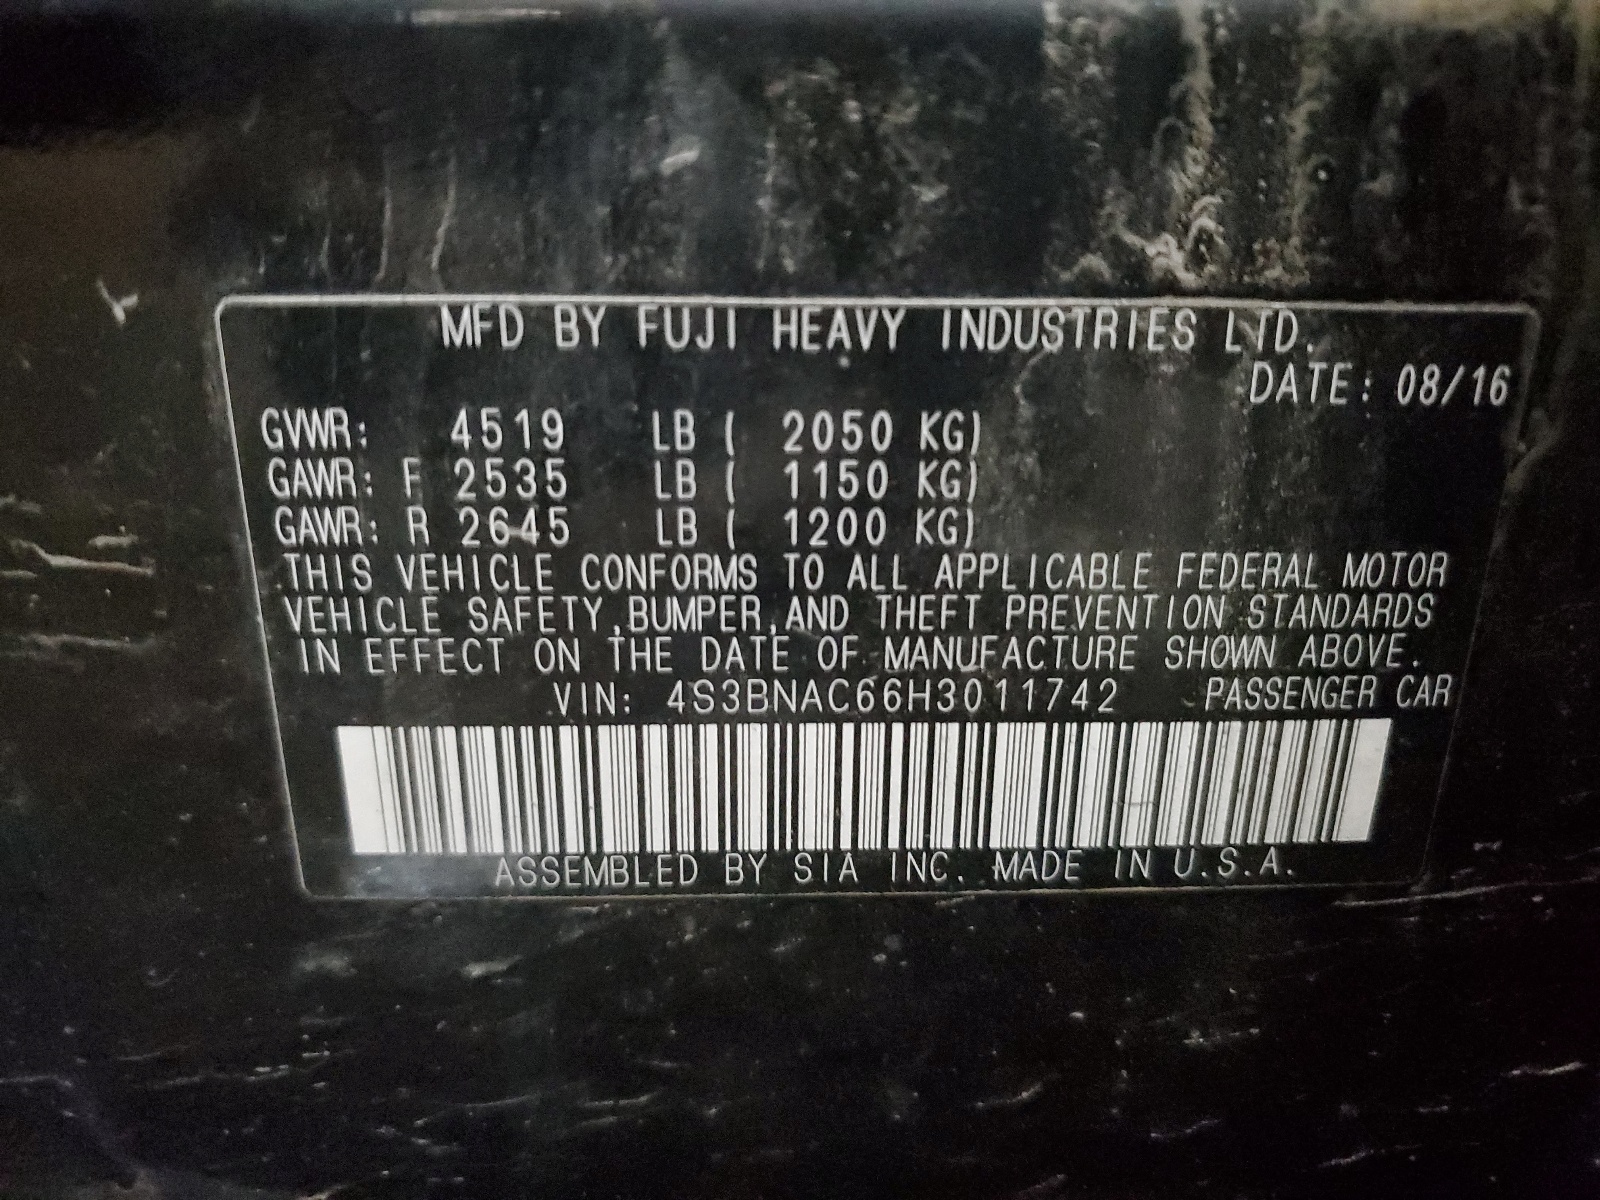 MFD BY FUJI HEAVY INDUSTRIES LTD.
DATE: 08/16
GVWR: 4519 LB ( 2050 KG)
GAWR: F 2535 LB ( 1150 KG)
GAWR: R 2645 LB ( 1200 KG)
THIS VEHICLE CONFORMS TO ALL APPLICABLE FEDERAL MOTOR
VEHICLE SAFETY,BUMPER,AND THEFT PREVENTION STANDARDS
IN EFFECT ON THE DATE OF MANUFACTURE SHOWN ABOVE.
VIN: 4S3BNAC66H3011742 PASSENGER CAR
ASSEMBLED BY SIA INC. MADE IN U.S.A.